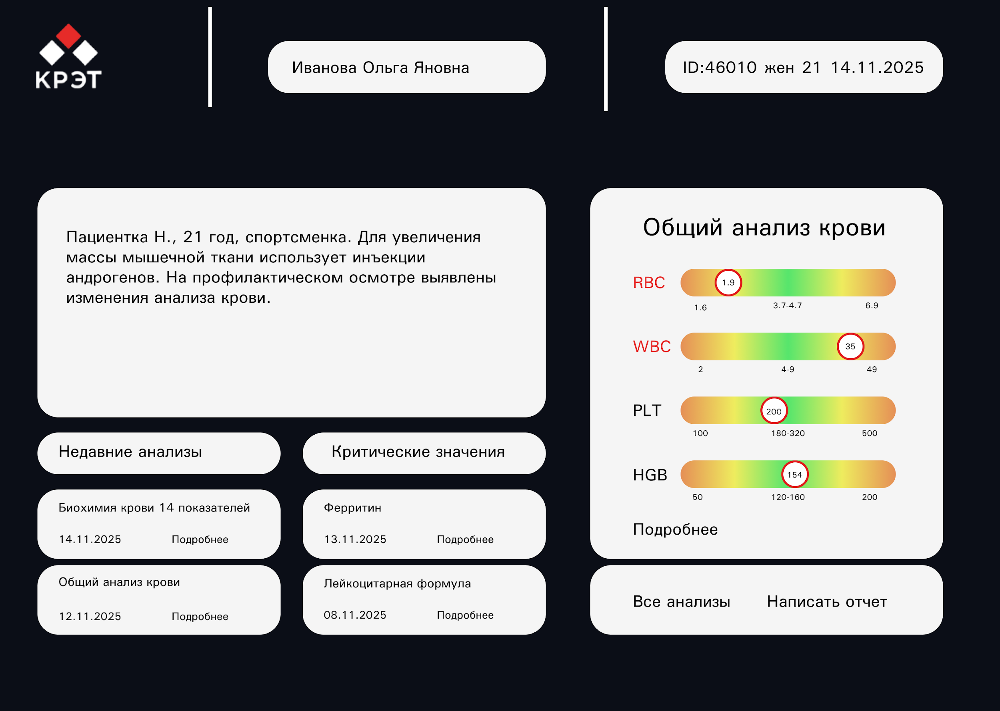 КРЭТ
Иванова Ольга Яновна
ID:46010 жен 21 14.11.2025
Пациентка Н., 21 год, спортсменка. Для увеличения
массы мышечной ткани использует инъекции
андрогенов. На профилактическом осмотре выявлены
изменения анализа крови.
Общий анализ крови
RBC
1.9
1.6
3.7-4.7
6.9
WBC
35
2
4-9
49
PLT
200
100
180-320
500
HGB
154
50
120-160
200
Подробнее
Недавние анализы
Критические значения
Биохимия крови 14 показателей
14.11.2025 Подробнее
Ферритин
13.11.2025 Подробнее
Общий анализ крови
12.11.2025 Подробнее
Лейкоцитарная формула
08.11.2025 Подробнее
Все анализы Написать отчет